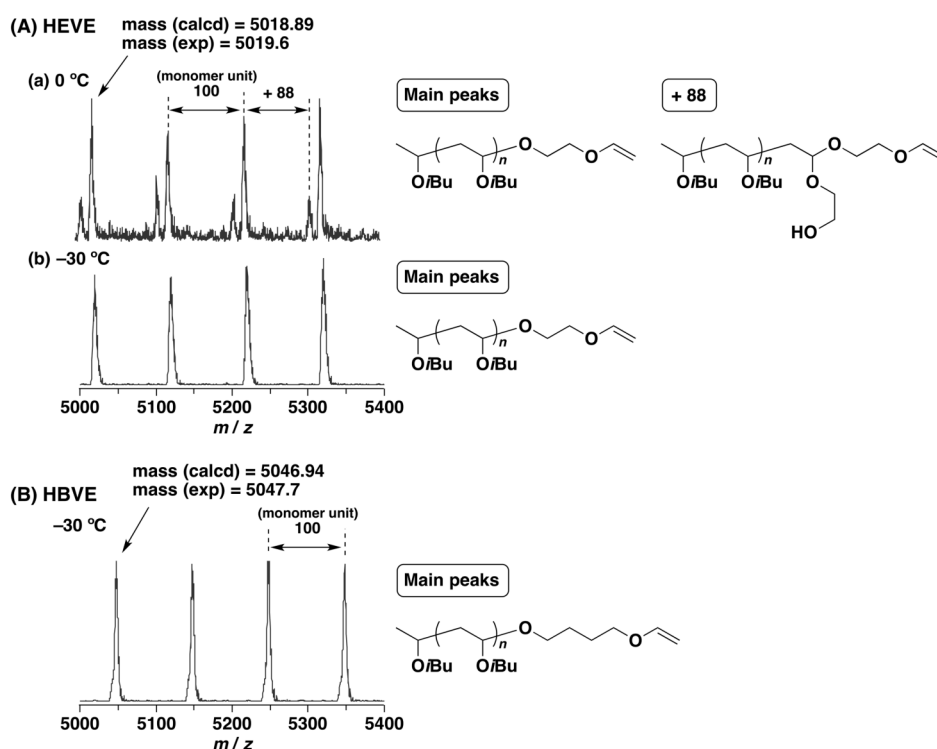 (A) HEVE
mass (calcd) = 5018.89
mass (exp) = 5019.6
(a) 0 °C
(monomer unit)
100
+ 88
Main peaks
+ 88
O
O
OiBu
OiBu
n
O
O
O
OiBu
OiBu
n
HO
(b) –30 °C
Main peaks
O
O
OiBu
OiBu
n
5000 5100 5200 5300 5400
m / z
(B) HBVE
mass (calcd) = 5046.94
mass (exp) = 5047.7
–30 °C
(monomer unit)
100
Main peaks
O
O
OiBu
OiBu
n
5000 5100 5200 5300 5400
m / z